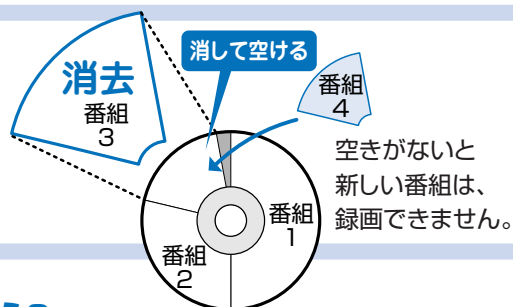 消去
番組
3
消して空ける
番組
4
空きがないと
新しい番組は、
録画できません。
番組
1
番組
2